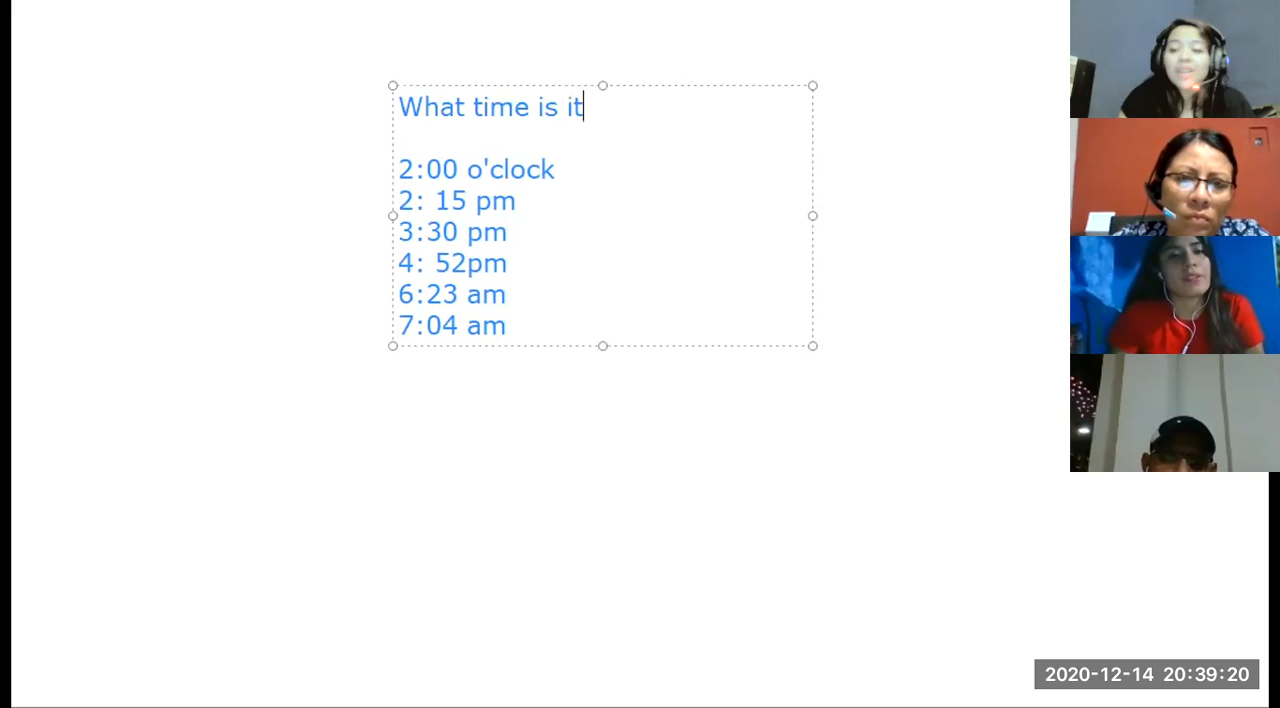 What time is it
2:00 o'clock
2: 15 pm
3:30 pm
4: 52pm
6:23 am
7:04 am
2020-12-14 20:39:20